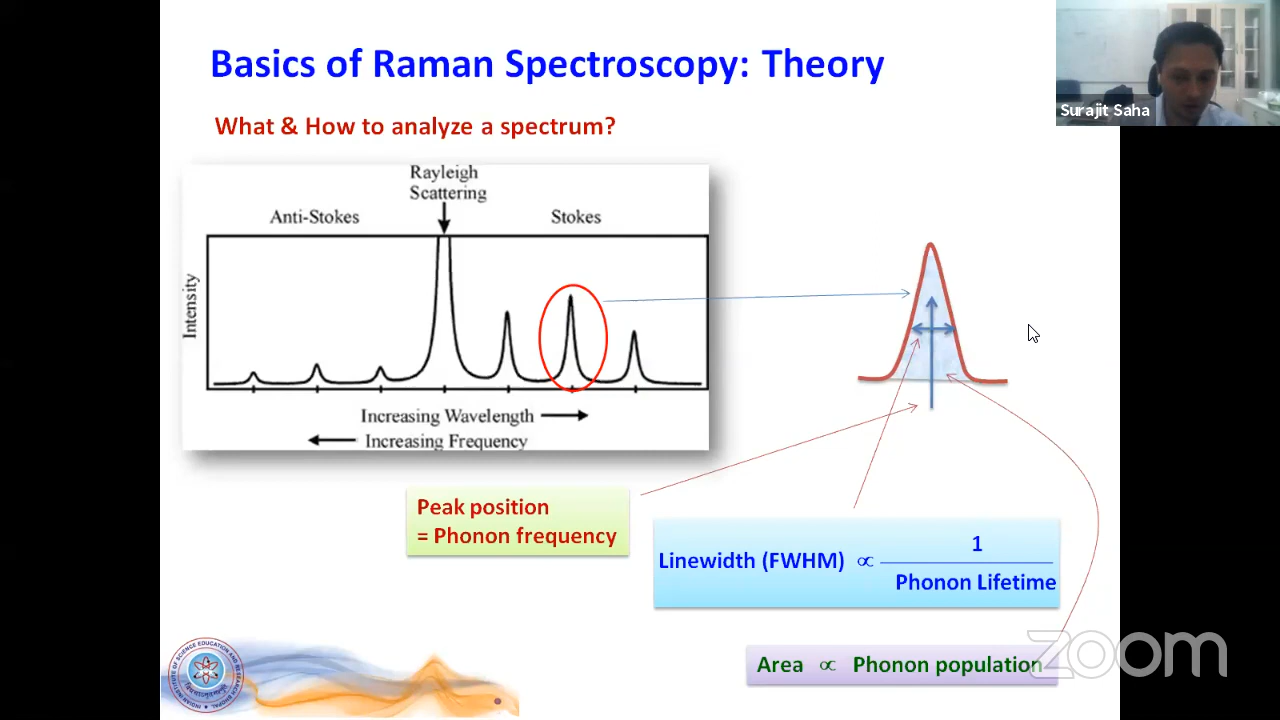 Basics of Raman Spectroscopy: Theory
Surajit Saha
What & How to analyze a spectrum?
Rayleigh
Scattering
Anti-Stokes
Stokes
Intensity
Increasing Wavelength
Increasing Frequency
Peak position
= Phonon frequency
Linewidth (FWHM) ∝ 1
Phonon Lifetime
Area ∝ Phonon population
zoom